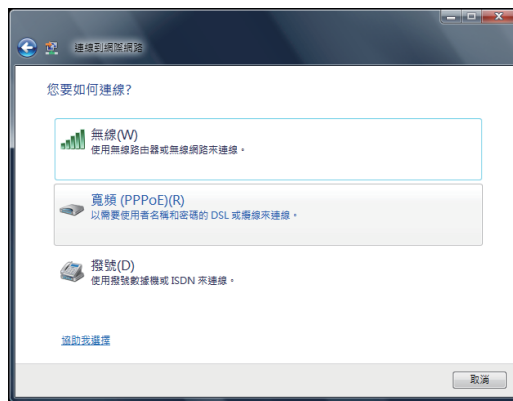 連線到網際網路
您要如何連線?
無線(W)
使用無線路由器或無線網路來連線。
寬頻 (PPPoE)(R)
以需要使用者名稱和密碼的 DSL 或纜線來連線。
撥號(D)
使用撥號數據機或 ISDN 來連線。
協助我選擇
取消